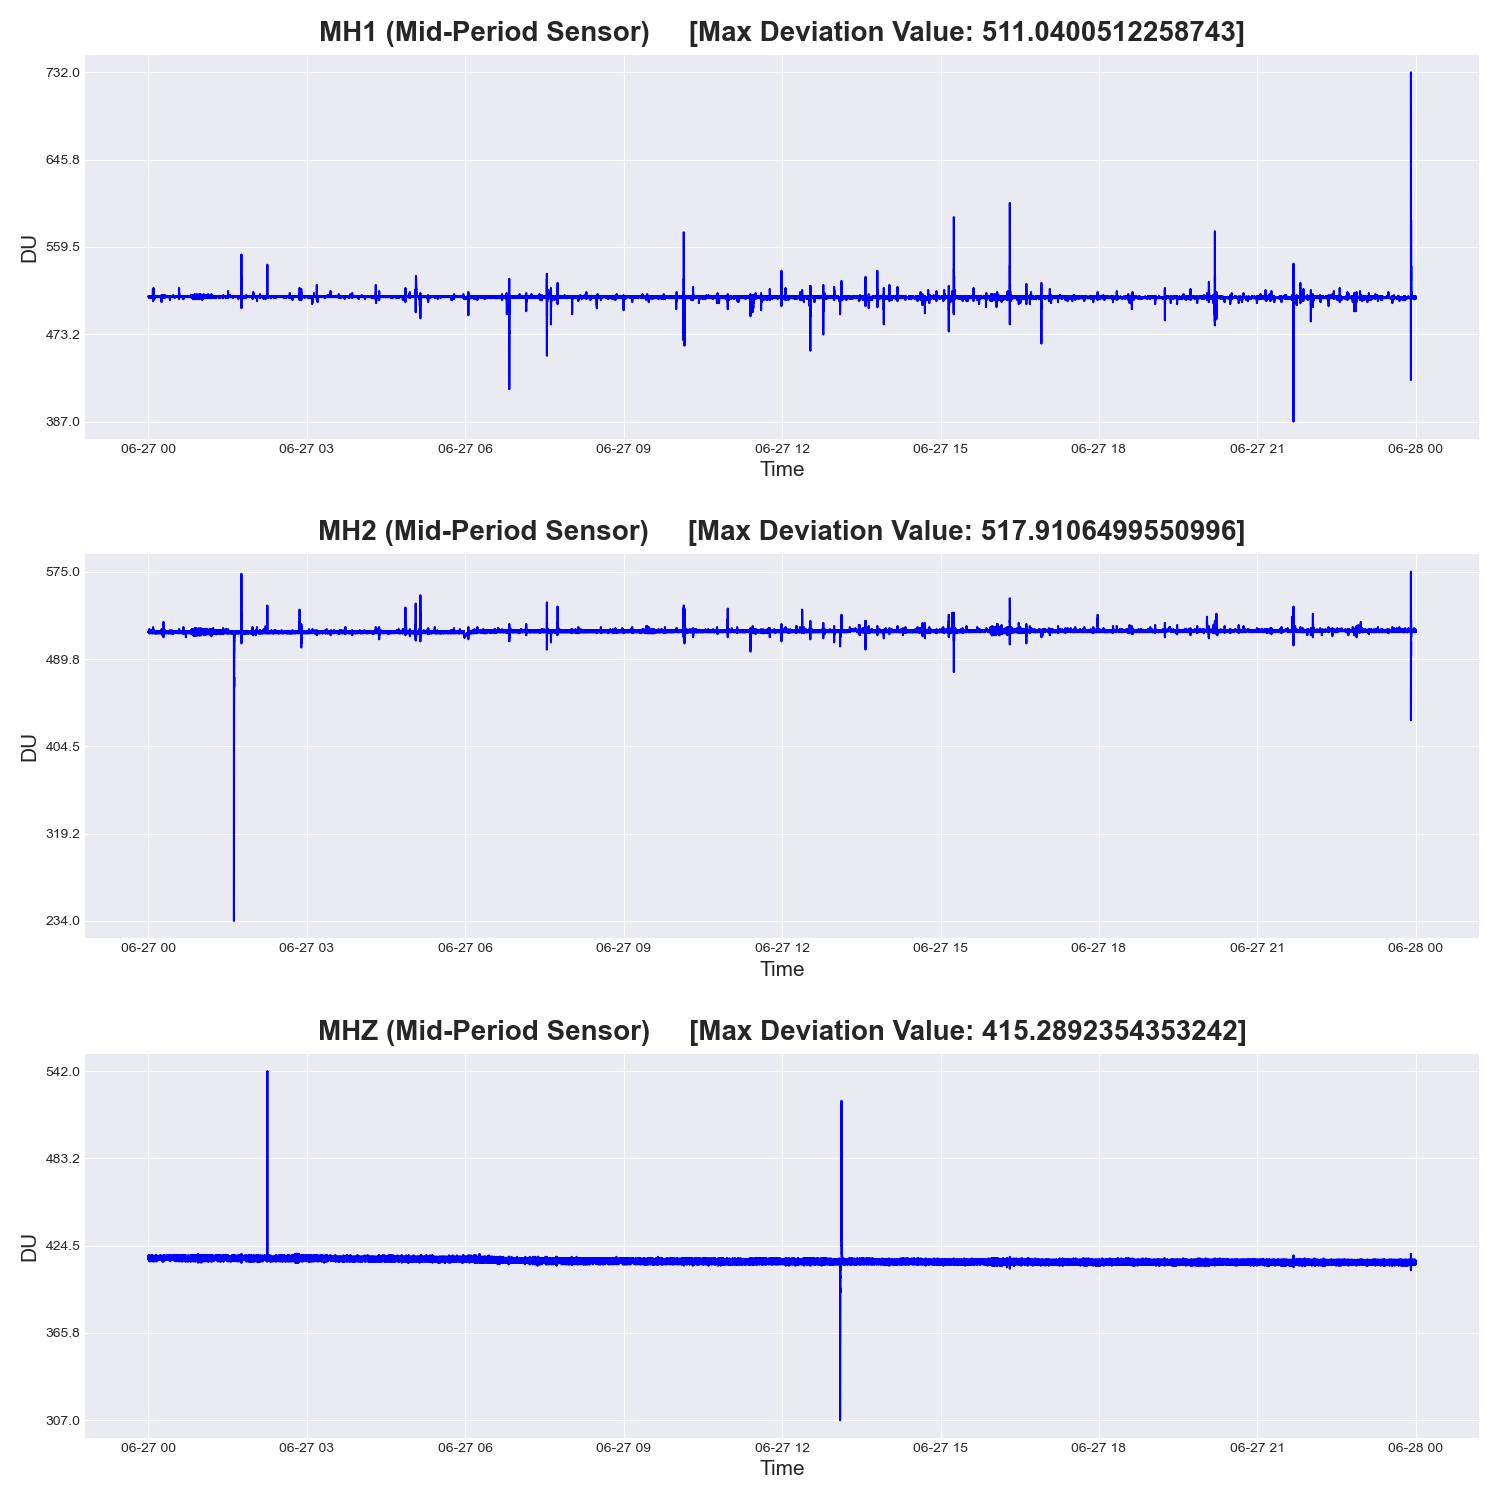 MH1 (Mid-Period Sensor) [Max Deviation Value: 511.0400512258743]
732.0
645.8
559.5
473.2
387.0
DU
06-27 00 06-27 03 06-27 06 06-27 09 06-27 12 06-27 15 06-27 18 06-27 21 06-28 00
Time
MH2 (Mid-Period Sensor) [Max Deviation Value: 517.9106499550996]
575.0
489.8
404.5
319.2
234.0
DU
06-27 00 06-27 03 06-27 06 06-27 09 06-27 12 06-27 15 06-27 18 06-27 21 06-28 00
Time
MHZ (Mid-Period Sensor) [Max Deviation Value: 415.2892354353242]
542.0
483.2
424.5
365.8
307.0
DU
06-27 00 06-27 03 06-27 06 06-27 09 06-27 12 06-27 15 06-27 18 06-27 21 06-28 00
Time